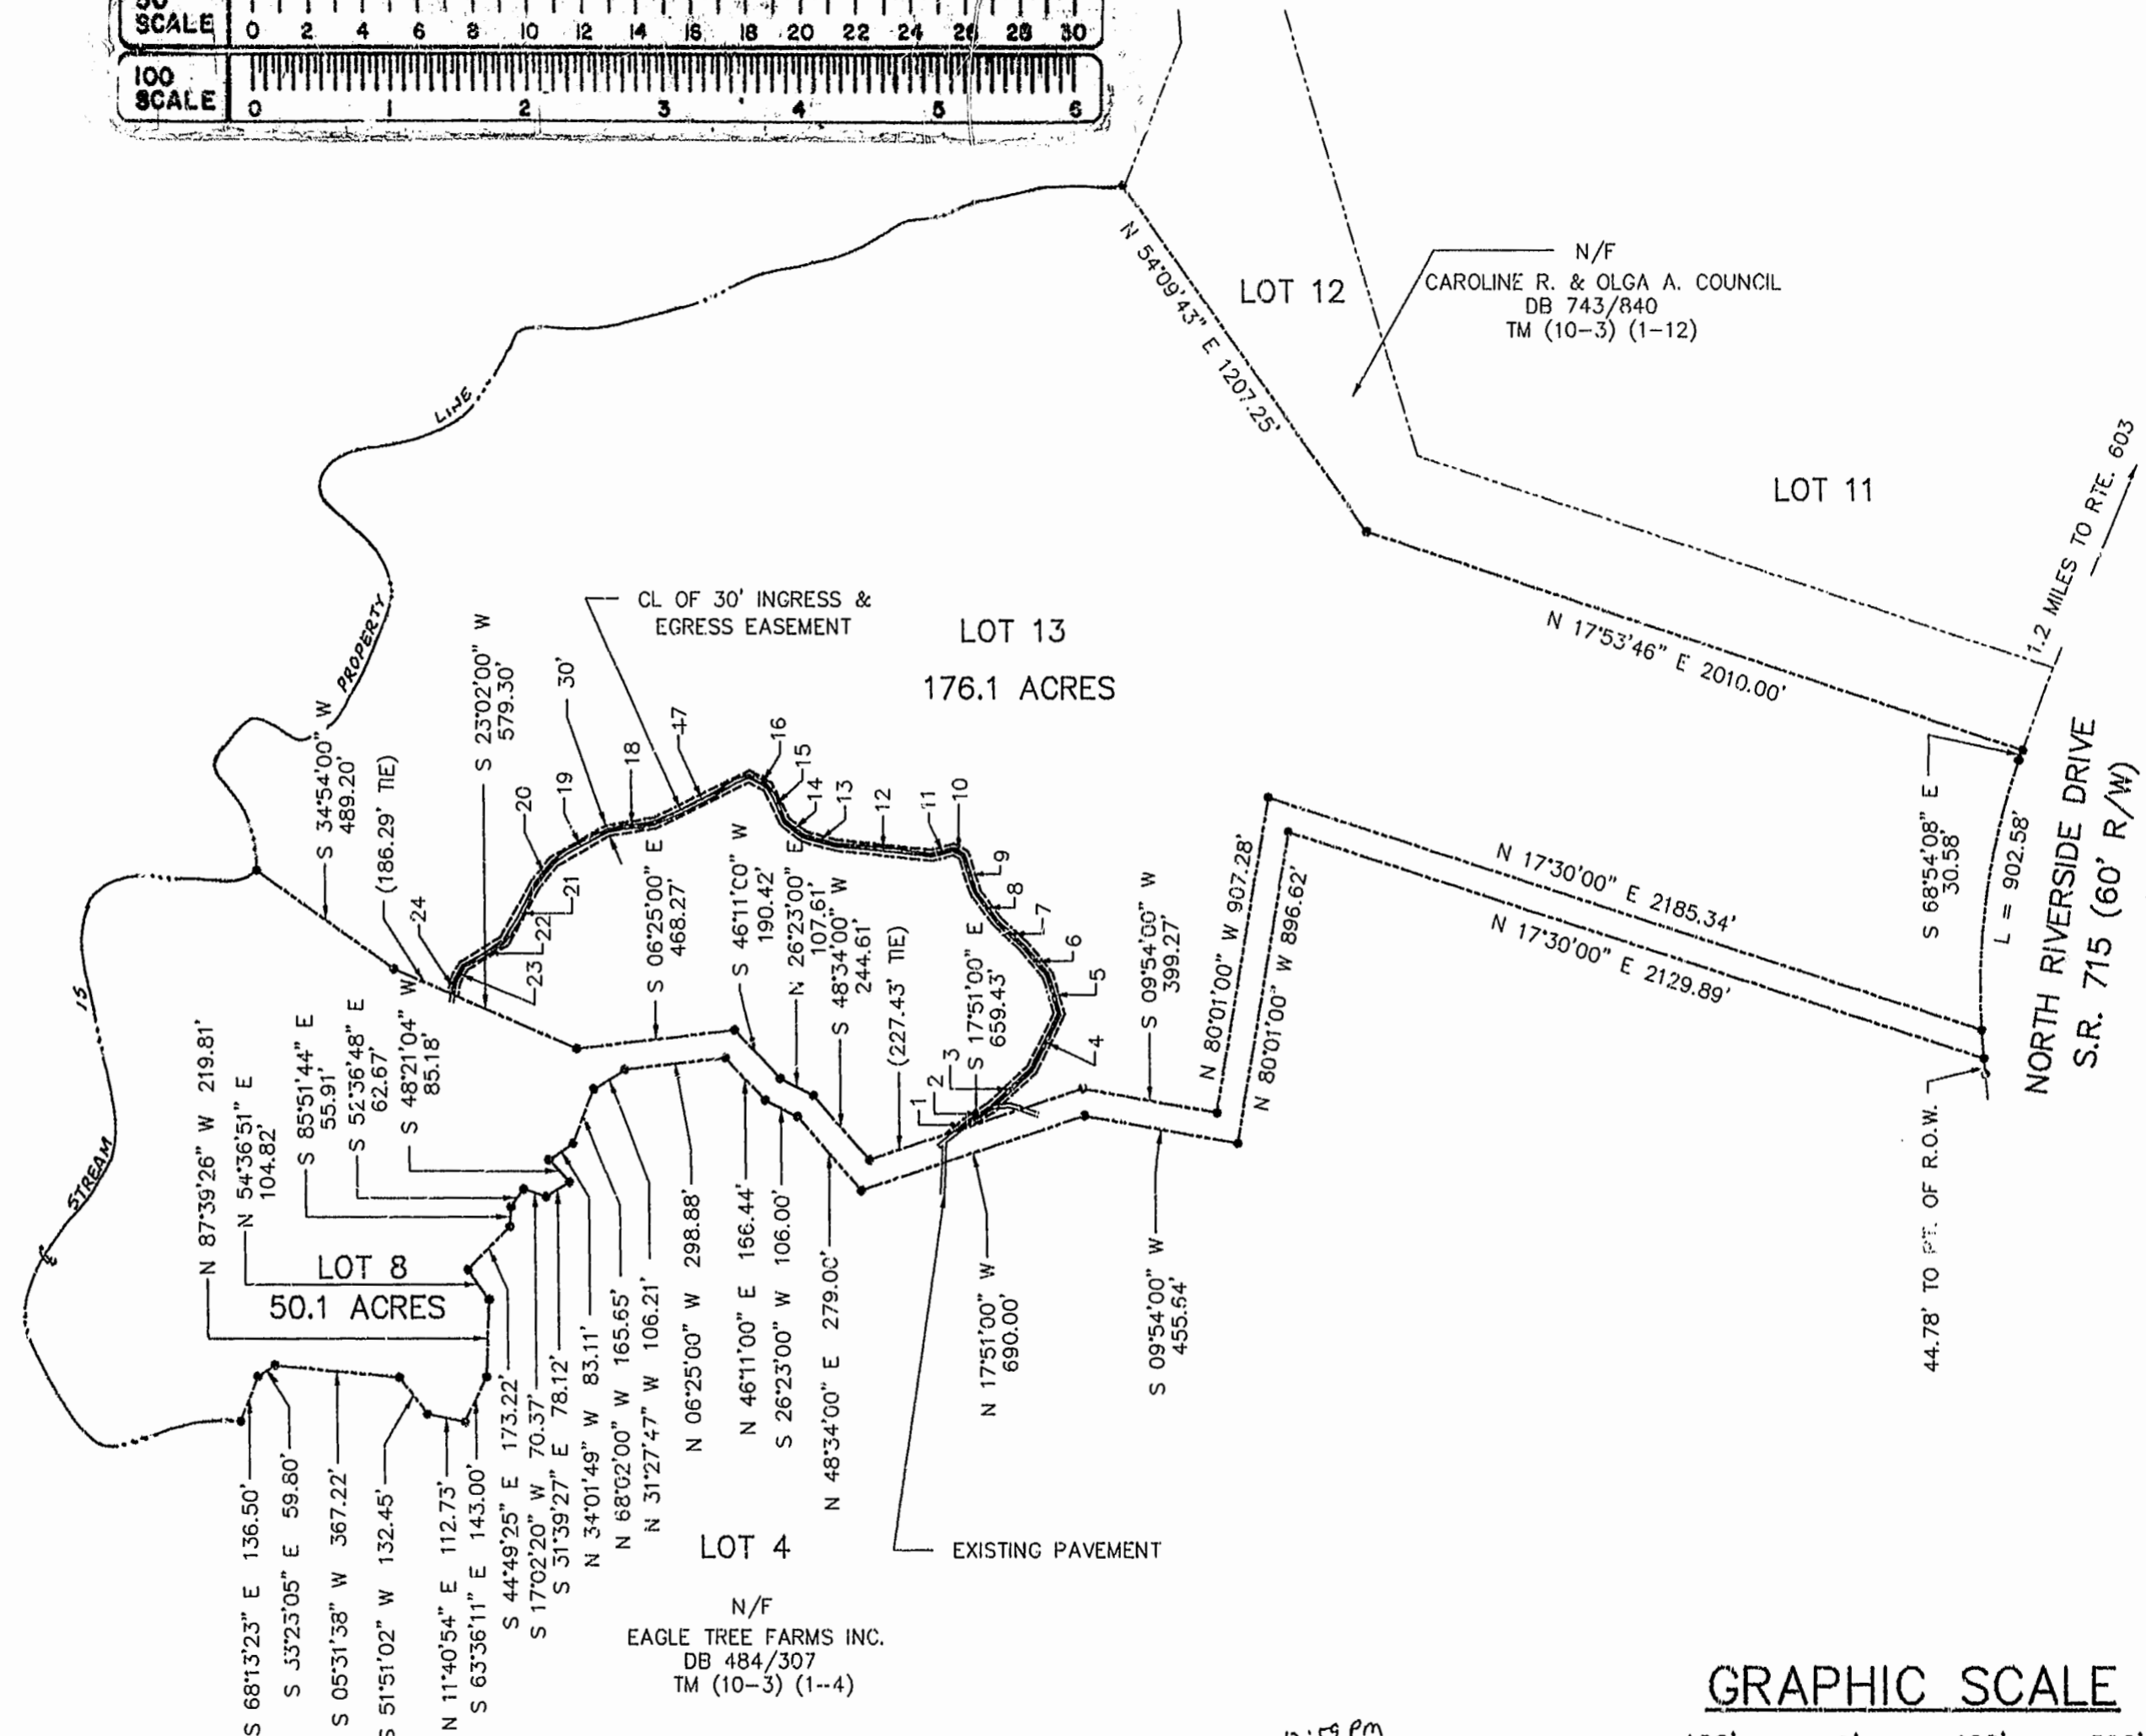 50
SCALE
0 2 4 6 8 10 12 14 16 18 20 22 24 26 28 30
100
SCALE
0 1 2 3 4 5 6
N 54°09'43" E 1207.25'
LOT 12
N/F
CAROLINE R. & OLGA A. COUNCIL
DB 743/840
TM (10-3) (1-12)
LOT 11
1.2 MILES TO RTE. 603
N 17°53'46" E 2010.00'
LINE
PROPERTY
IS
STREAM
℄
CL OF 30' INGRESS &
EGRESS EASEMENT
LOT 13
176.1 ACRES
S 34°54'00" W
489.20'
(186.29' TIE)
24
S 23°02'00" W
579.30'
20
19
30'
18
17
16
15
14
13
12
11
10
9
8
7
6
5
4
3
2
1
21
22
23
S 06°25'00" E
468.27'
S 46°11'00" W
190.42'
N 26°23'00" E
107.61'
S 48°34'00" W
244.61'
(227.43' TIE)
S 17°51'00" E
659.43'
S 09°54'00" W
399.27'
N 80°01'00" W 907.28'
N 80°01'00" W 896.62'
N 17°30'00" E 2185.34'
N 17°30'00" E 2129.89'
S 68°54'08" E
30.58'
L = 902.58'
NORTH RIVERSIDE DRIVE
S.R. 715 (60' R/W)
44.78' TO PT. OF R.O.W.
N 87°39'26" W 219.81'
N 54°36'51" E
104.82'
S 85°51'44" E
55.91'
S 52°36'48" E
62.67'
S 48°21'04" W
85.18'
LOT 8
50.1 ACRES
S 68°13'23" E 136.50'
S 33°23'05" E 59.80'
S 05°31'38" W 367.22'
S 51°51'02" W 132.45'
N 11°40'54" E 112.73'
S 63°36'11" E 143.00'
S 44°49'25" E 173.22'
S 17°02'20" W 70.37'
S 31°39'27" E 78.12'
N 34°01'49" W 83.11'
N 68°02'00" W 165.65'
N 31°27'47" W 106.21'
N 06°25'00" W 298.88'
N 46°11'00" E 166.44'
S 26°23'00" W 106.00'
N 48°34'00" E 279.00'
N 17°51'00" W
690.00'
S 09°54'00" W
455.64'
LOT 4
EXISTING PAVEMENT
N/F
EAGLE TREE FARMS INC.
DB 484/307
TM (10-3) (1--4)
GRAPHIC SCALE